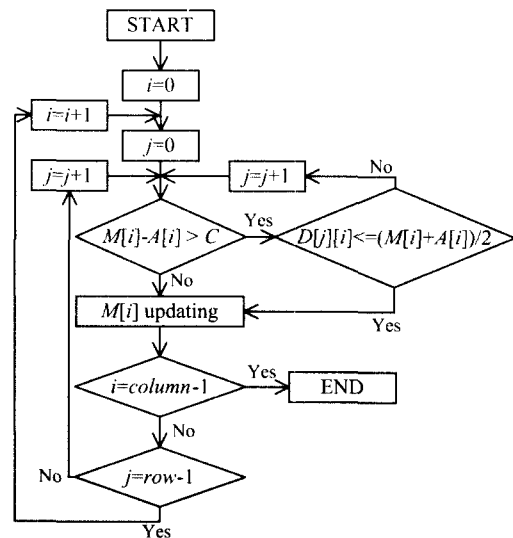 START
i=0
i=i+1
j=0
j=j+1
j=j+1
No
M[i]-A[i] > C
Yes
D[j][i]<=(M[i]+A[i])/2
No
M[i] updating
Yes
i=column-1
Yes
END
No
j=row-1
No
Yes